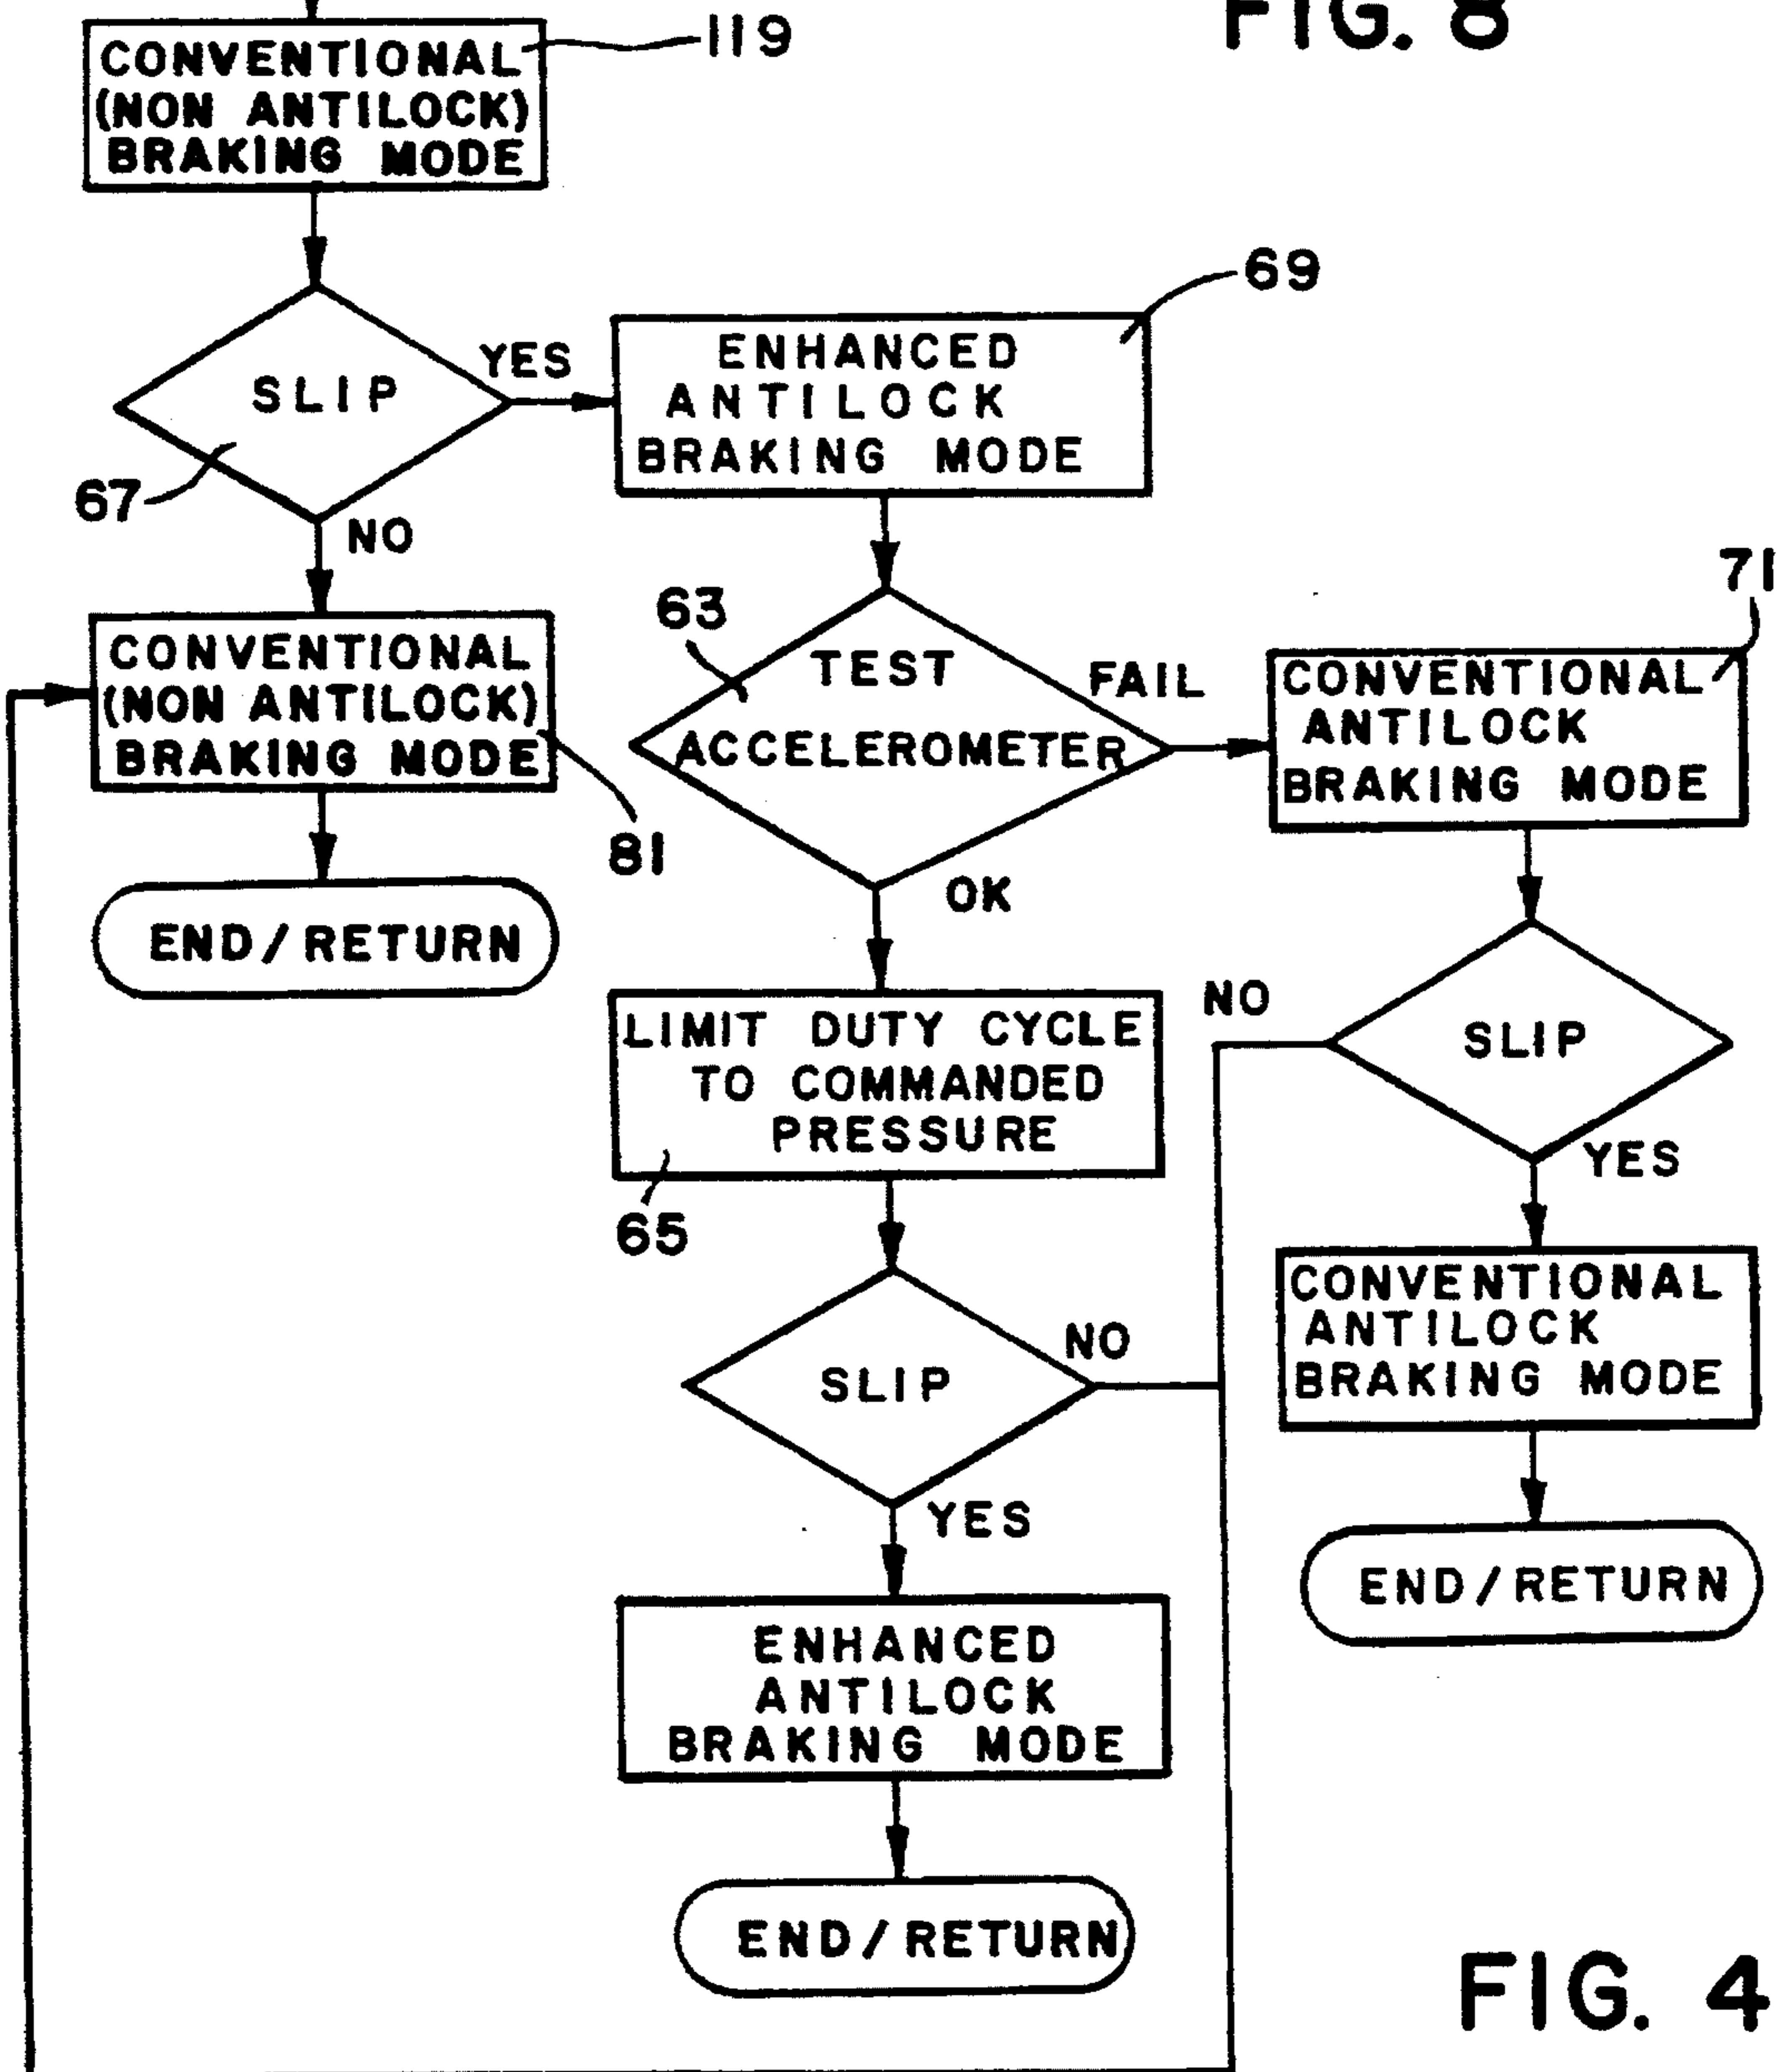 FIG. 8
119
CONVENTIONAL
(NON ANTILOCK)
BRAKING MODE
69
SLIP
YES
67
NO
ENHANCED
ANTILOCK
BRAKING MODE
71
63
TEST
ACCELEROMETER
FAIL
OK
CONVENTIONAL
(NON ANTILOCK)
BRAKING MODE
81
END/RETURN
CONVENTIONAL
ANTILOCK
BRAKING MODE
LIMIT DUTY CYCLE
TO COMMANDED
PRESSURE
65
NO
SLIP
YES
SLIP
NO
YES
CONVENTIONAL
ANTILOCK
BRAKING MODE
END/RETURN
ENHANCED
ANTILOCK
BRAKING MODE
END/RETURN
FIG. 4